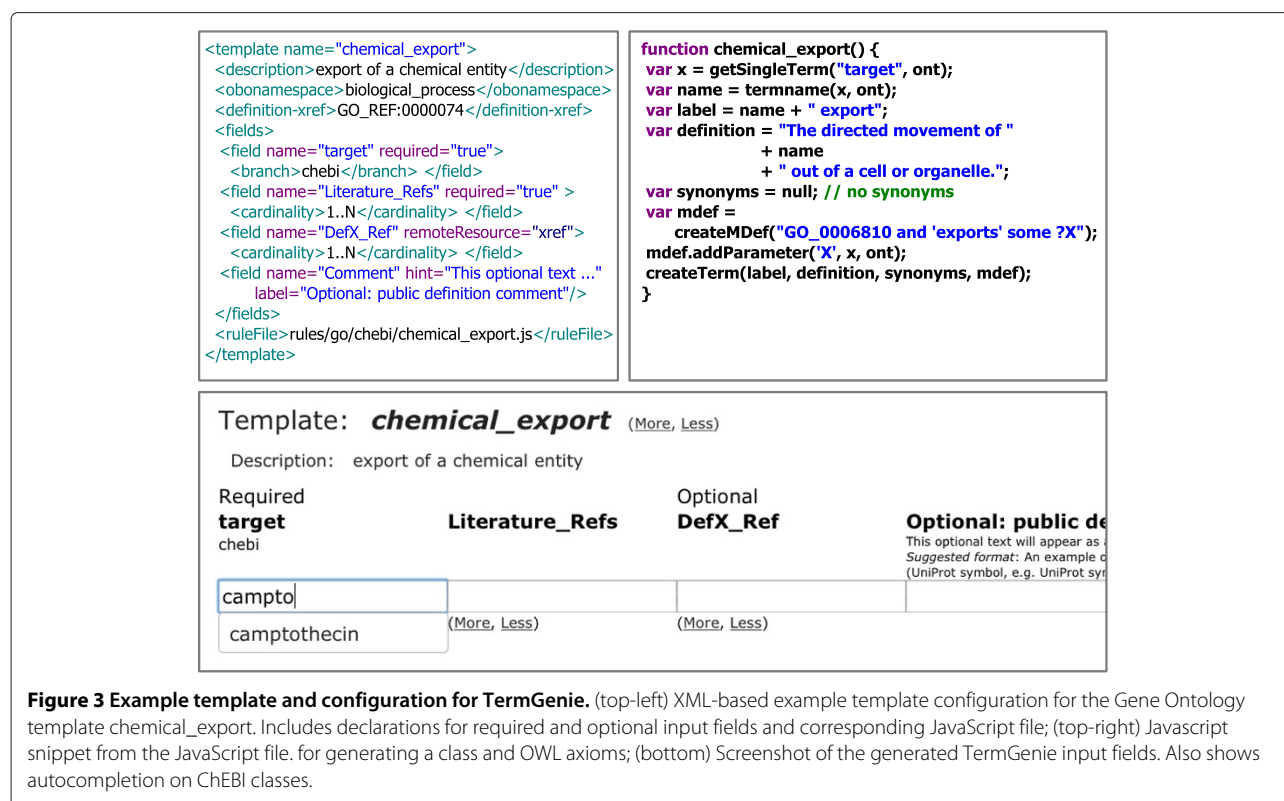 <template name="chemical_export">
<description>export of a chemical entity</description>
<obonamespace>biological_process</obonamespace>
<definition-xref>GO_REF:0000074</definition-xref>
<fields>
<field name="target" required="true">
<branch>chebi</branch> </field>
<field name="Literature_Refs" required="true" >
<cardinality>1..N</cardinality> </field>
<field name="DefX_Ref" remoteResource="xref">
<cardinality>1..N</cardinality> </field>
<field name="Comment" hint="This optional text ..."
label="Optional: public definition comment"/>
</fields>
<ruleFile>rules/go/chebi/chemical_export.js</ruleFile>
</template>
function chemical_export() {
var x = getSingleTerm("target", ont);
var name = termname(x, ont);
var label = name + " export";
var definition = "The directed movement of "
+ name
+ " out of a cell or organelle.";
var synonyms = null; // no synonyms
var mdef =
createMDef("GO_0006810 and 'exports' some ?X");
mdef.addParameter('X', x, ont);
createTerm(label, definition, synonyms, mdef);
}
Template: chemical_export (More, Less)
Description: export of a chemical entity
Required Optional
target Literature_Refs DefX_Ref Optional: public de
chebi This optional text will appear as
Suggested format: An example
(UniProt symbol, e.g. UniProt
campto
(More, Less) (More, Less)
camptothecin
Figure 3 Example template and configuration for TermGenie. (top-left) XML-based example template configuration for the Gene Ontology
template chemical_export. Includes declarations for required and optional input fields and corresponding JavaScript file; (top-right) Javascript
snippet from the JavaScript file. for generating a class and OWL axioms; (bottom) Screenshot of the generated TermGenie input fields. Also shows
autocompletion on ChEBI classes.